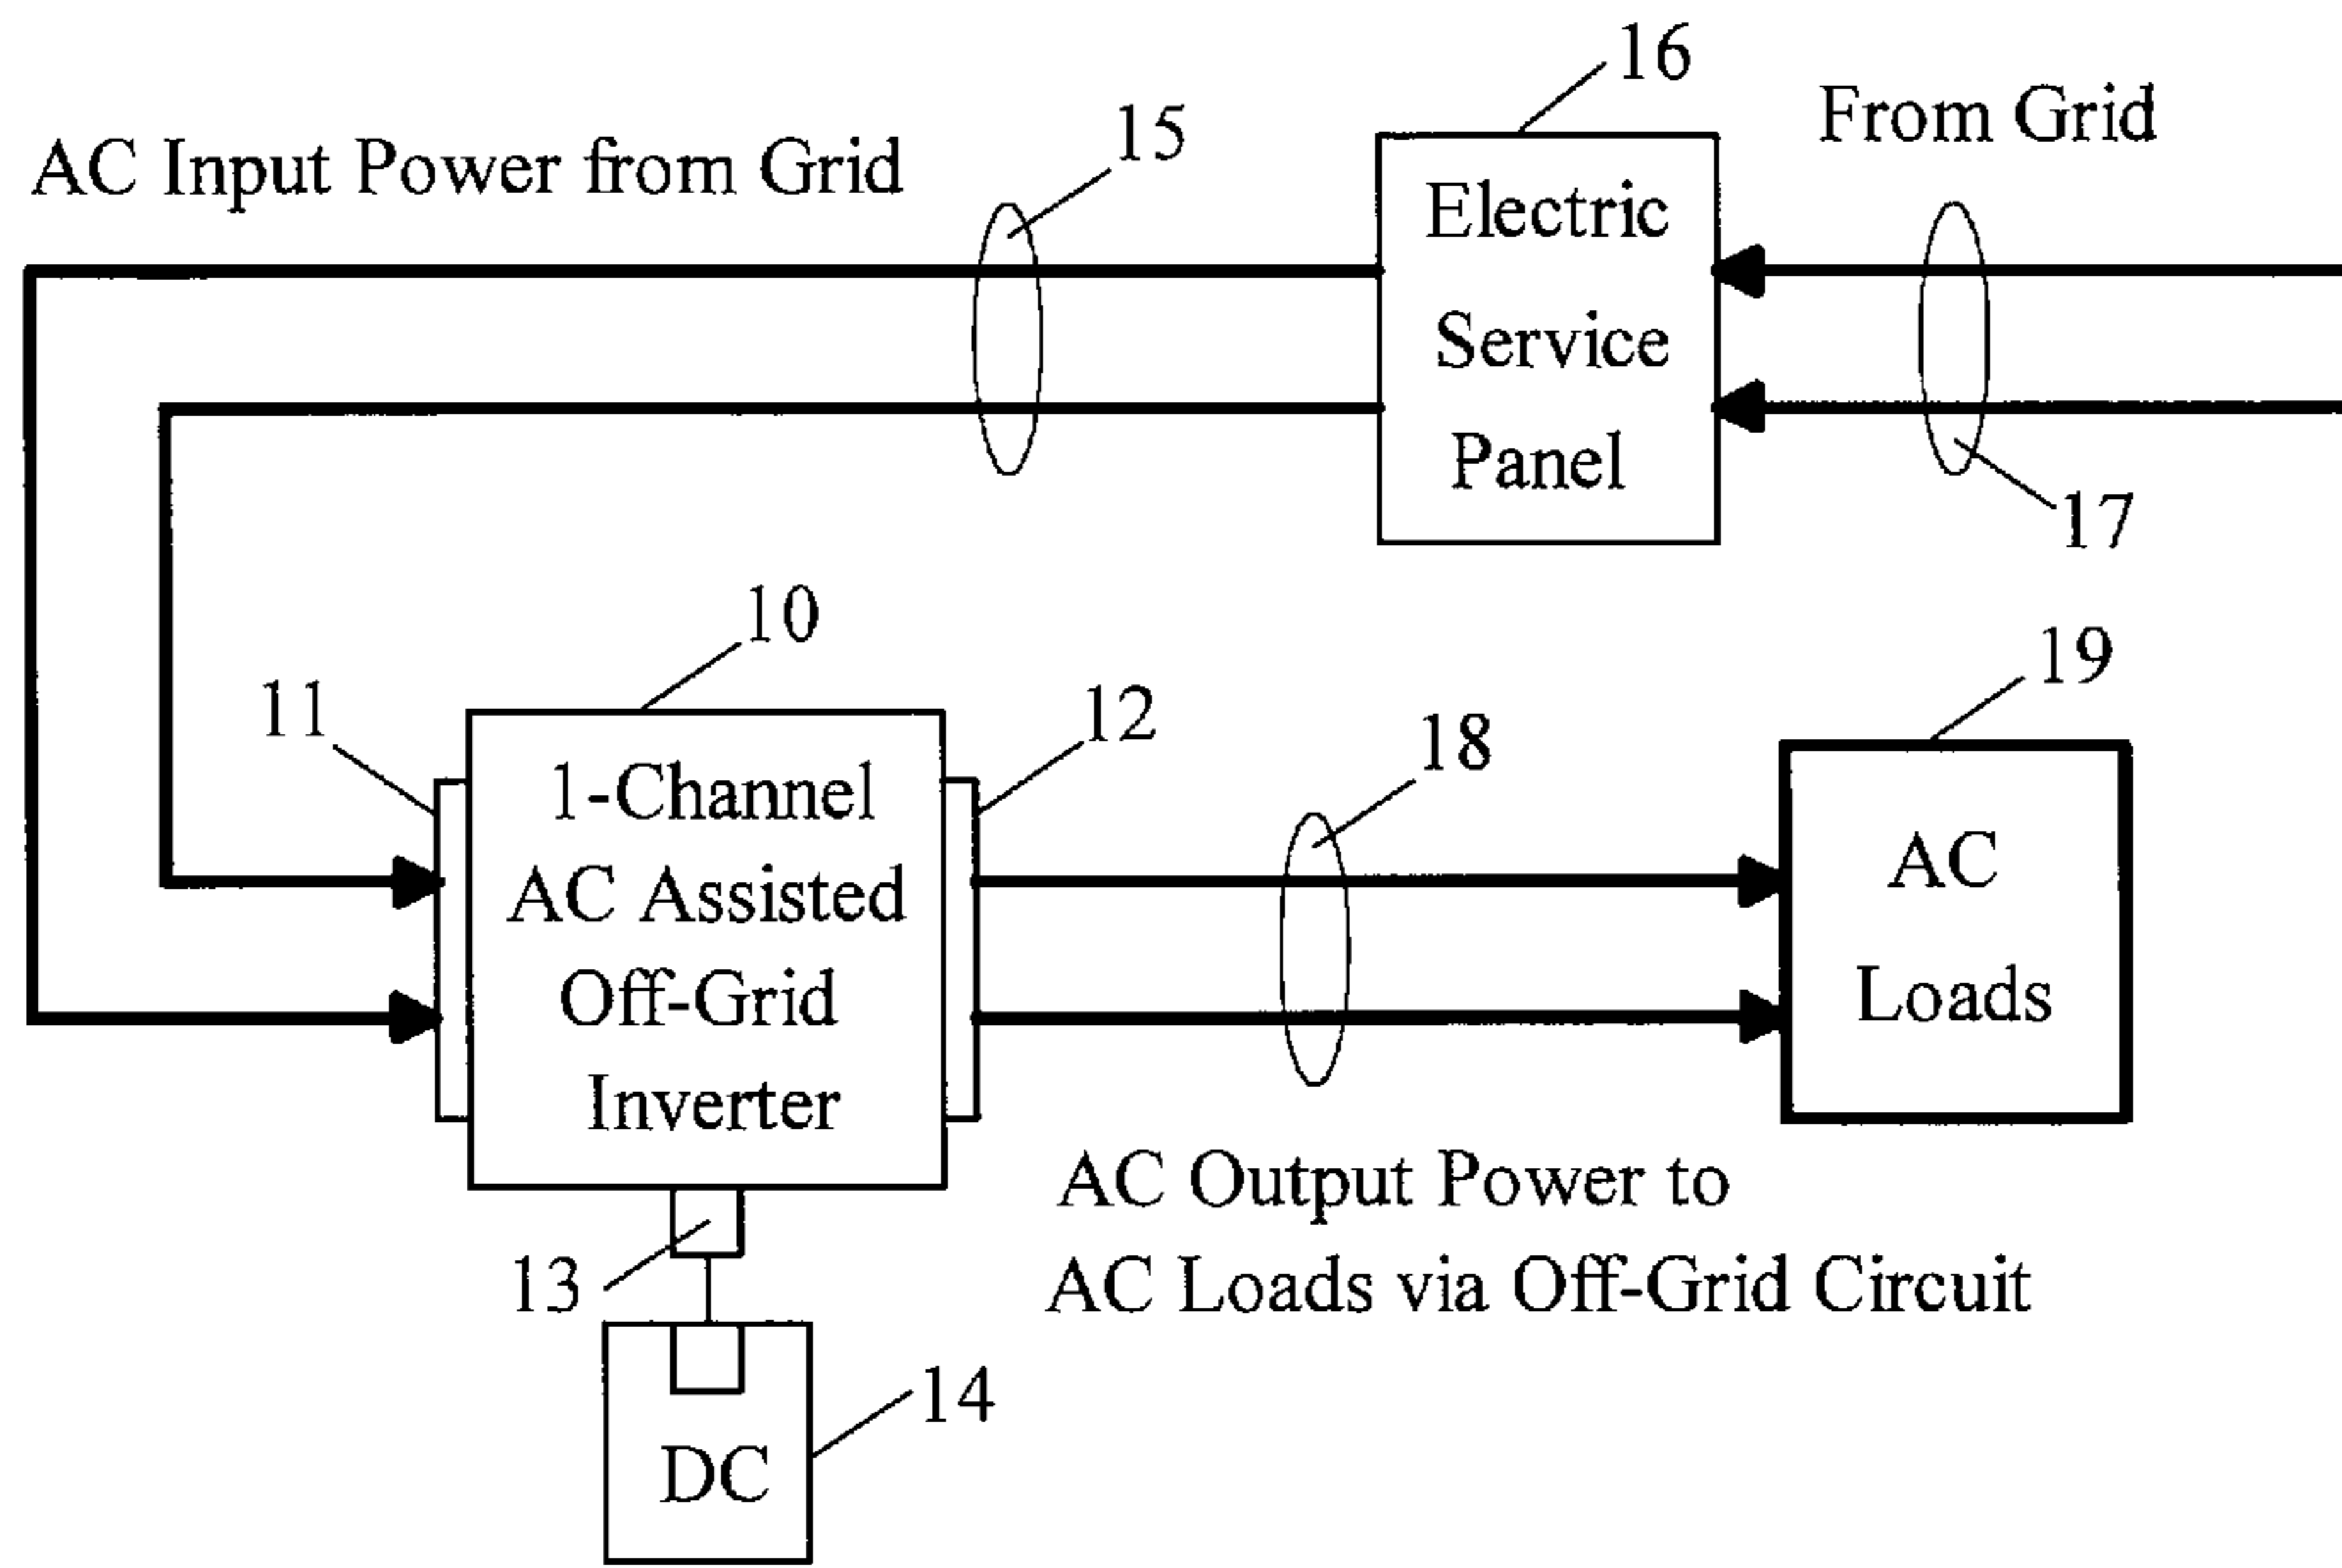 16
From Grid
15
AC Input Power from Grid
Electric
Service
Panel
17
10
11
12
18
19
1-Channel
AC Assisted
Off-Grid
Inverter
AC
Loads
13
AC Output Power to
AC Loads via Off-Grid Circuit
14
DC